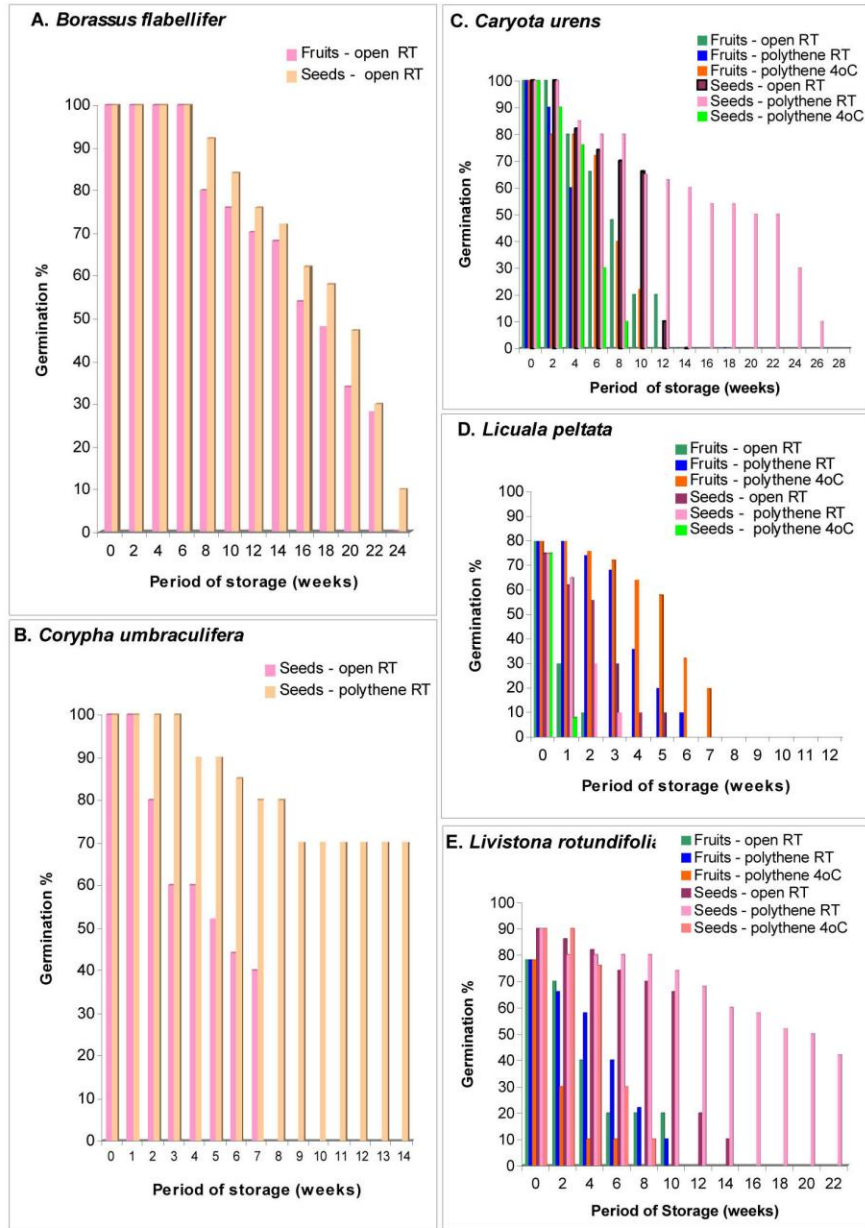 A. Borassus flabellifer
Fruits - open RT
Seeds - open RT
Germination %
100
90
80
70
60
50
40
30
20
10
0
0 2 4 6 8 10 12 14 16 18 20 22 24
Period of storage (weeks)
B. Corypha umbraculifera
Seeds - open RT
Seeds - polythene RT
Germination %
100
90
80
70
60
50
40
30
20
10
0
0 1 2 3 4 5 6 7 8 9 10 11 12 13 14
Period of storage (weeks)
C. Caryota urens
Fruits - open RT
Fruits - polythene RT
Fruits - polythene 4oC
Seeds - open RT
Seeds - polythene RT
Seeds - polythene 4oC
Germination %
100
90
80
70
60
50
40
30
20
10
0
0 2 4 6 8 10 12 14 16 18 20 22 24 26 28
Period of storage (weeks)
D. Licuala peltata
Fruits - open RT
Fruits - polythene RT
Fruits - polythene 4oC
Seeds - open RT
Seeds - polythene RT
Seeds - polythene 4oC
Germination %
100
90
80
70
60
50
40
30
20
10
0
0 1 2 3 4 5 6 7 8 9 10 11 12
Period of storage (weeks)
E. Livistona rotundifolia
Fruits - open RT
Fruits - polythene RT
Fruits - polythene 4oC
Seeds - open RT
Seeds - polythene RT
Seeds - polythene 4oC
Germination %
100
90
80
70
60
50
40
30
20
10
0
0 2 4 6 8 10 12 14 16 18 20 22
Period of Storage (weeks)